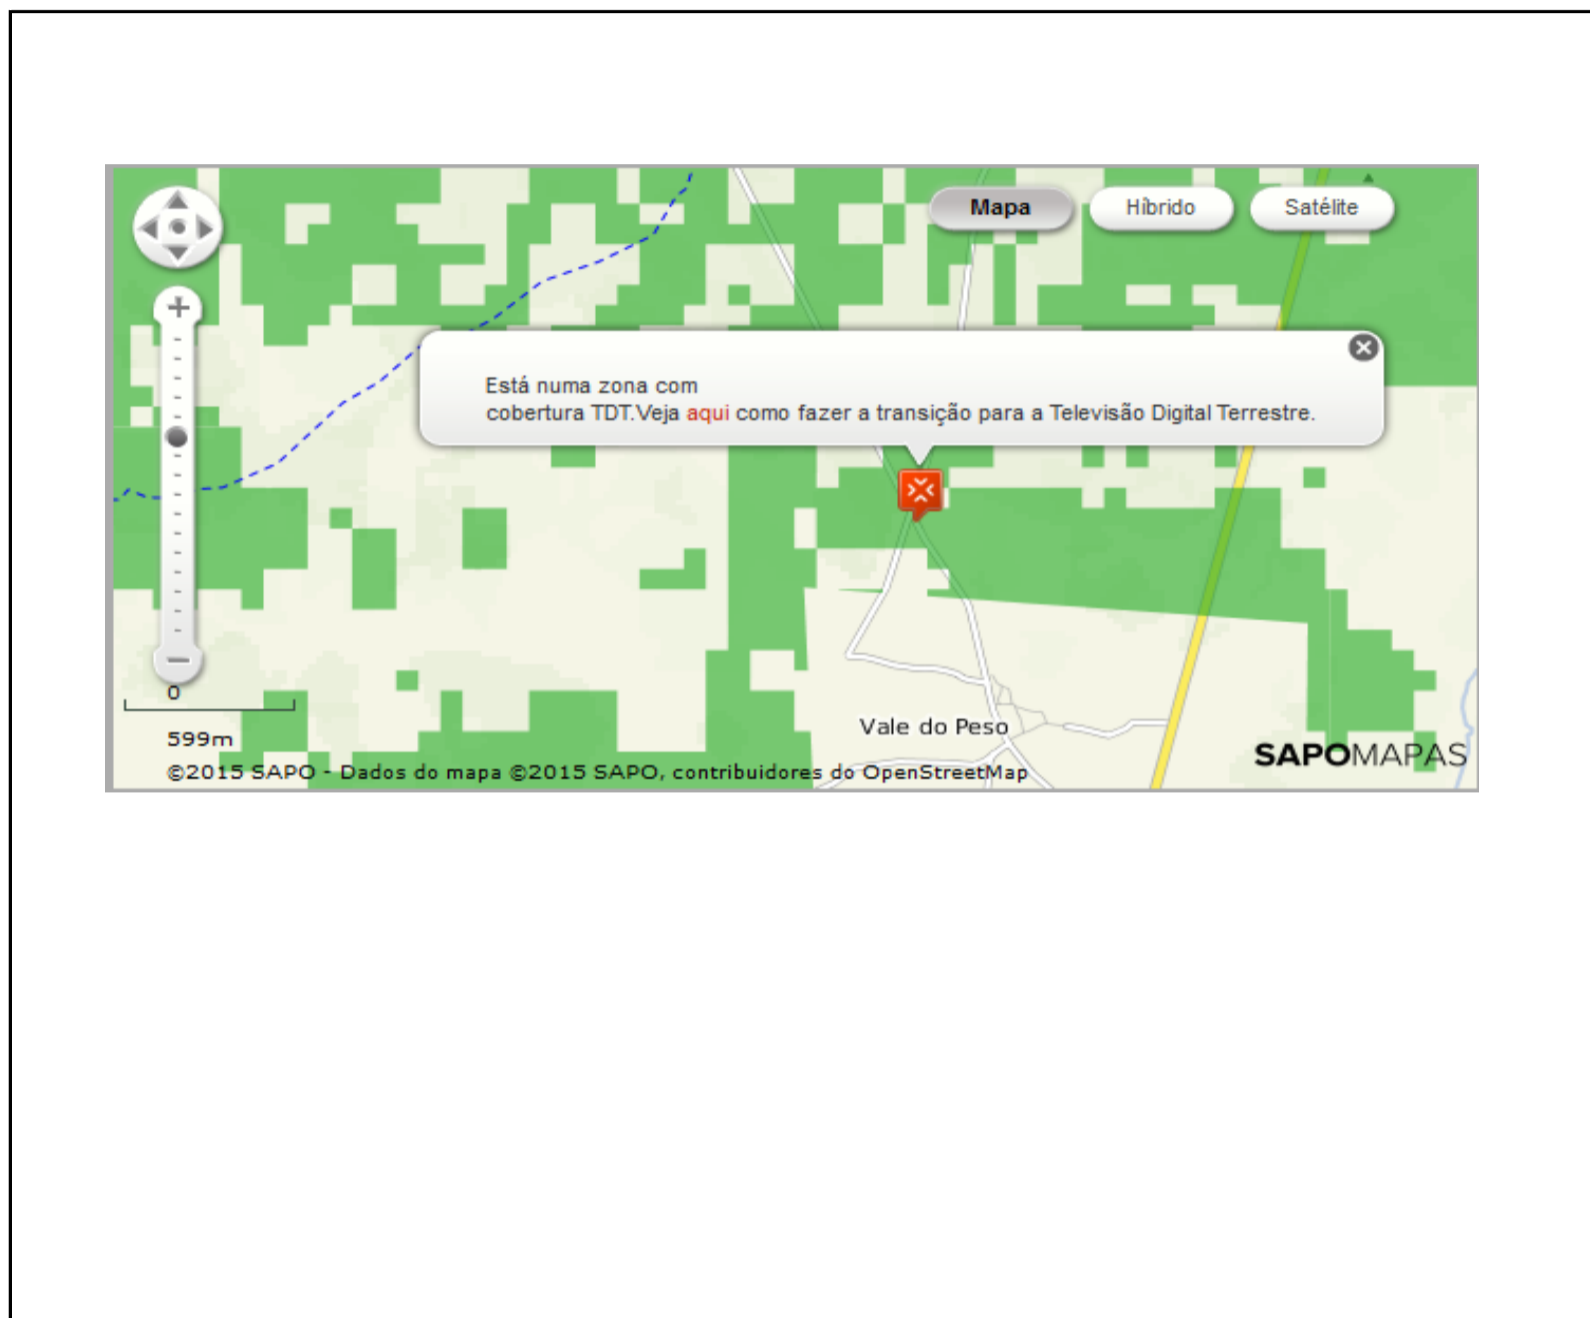 Mapa
Híbrido
Satélite
Está numa zona com
cobertura TDT.Veja aqui como fazer a transição para a Televisão Digital Terrestre.
0
599m
Vale do Peso
SAPOMAPAS
©2015 SAPO - Dados do mapa ©2015 SAPO, contribuidores do OpenStreetMap